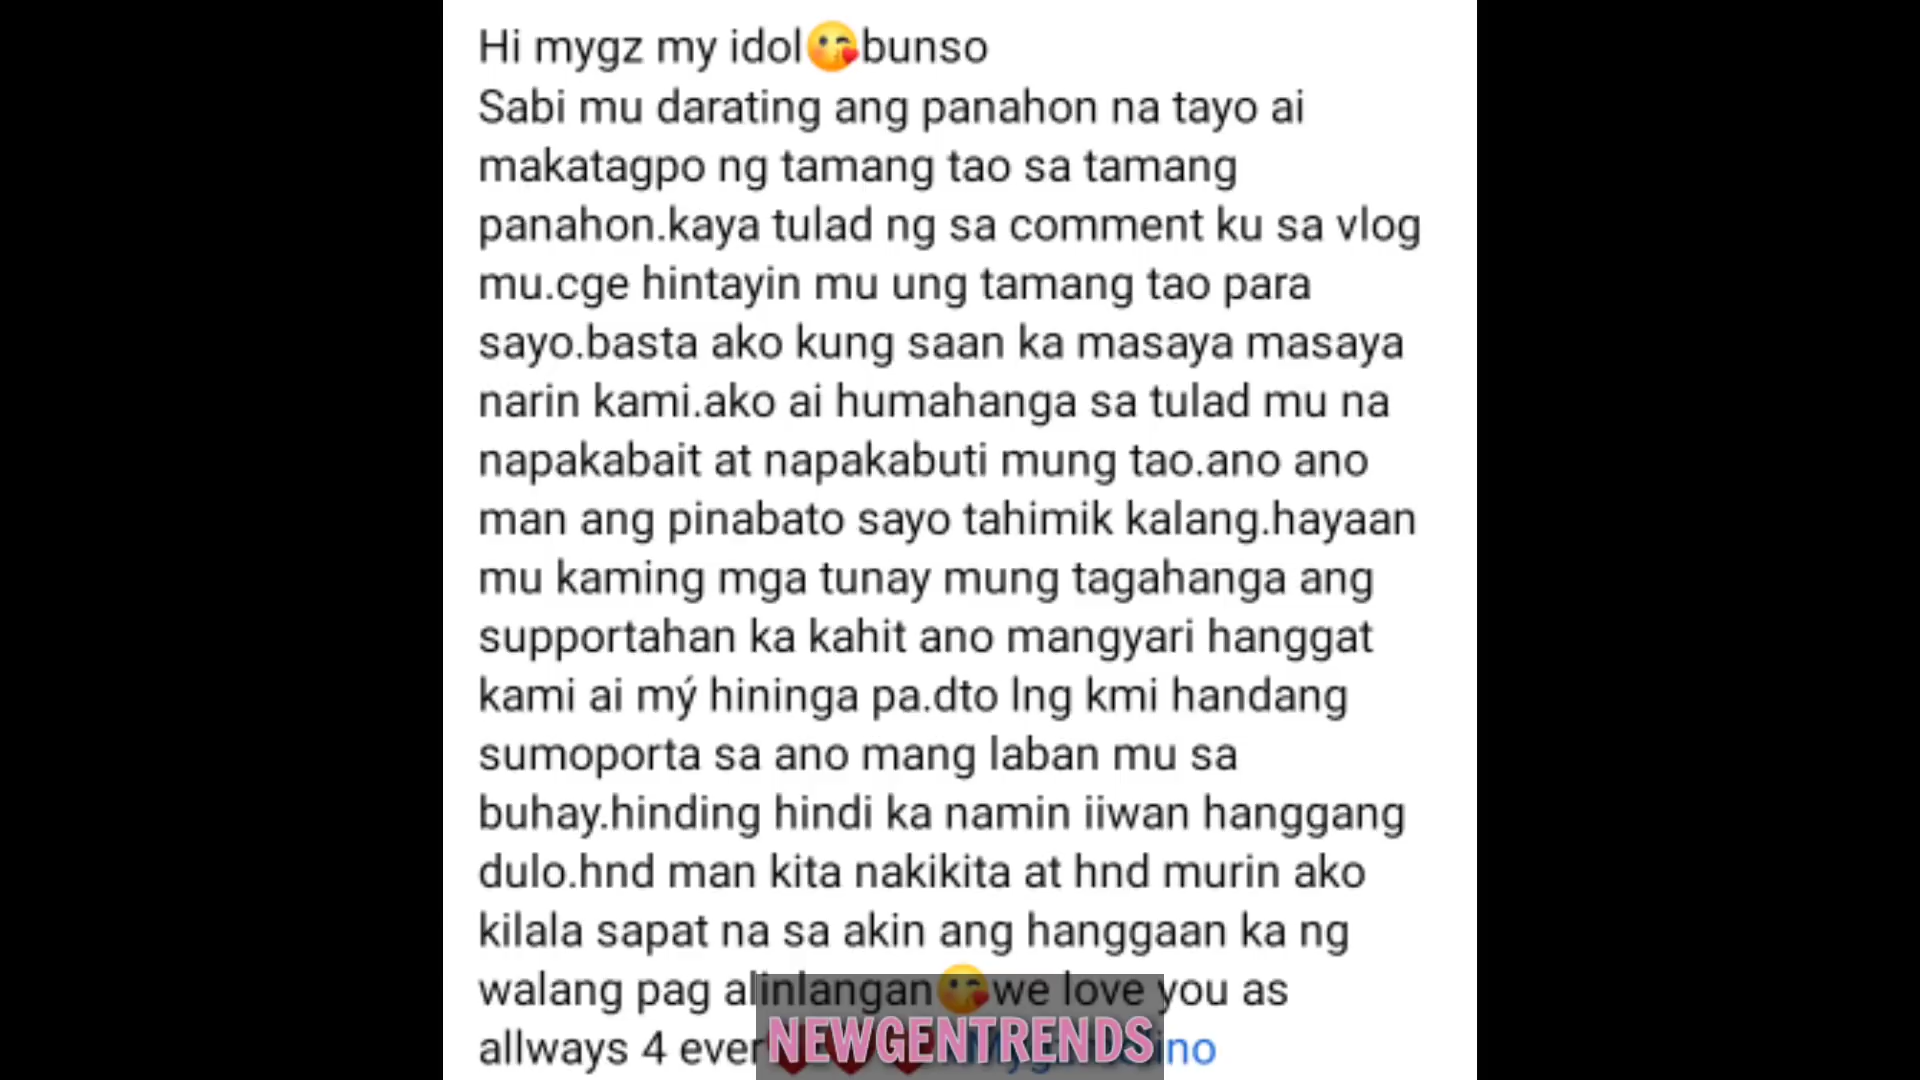 Hi mygz my idol😘bunso
Sabi mu darating ang panahon na tayo ai
makatagpo ng tamang tao sa tamang
panahon.kaya tulad ng sa comment ku sa vlog
mu.cge hintayin mu ung tamang tao para
sayo.basta ako kung saan ka masaya masaya
narin kami.ako ai humahanga sa tulad mu na
napakabait at napakabuti mung tao.ano ano
man ang pinabato sayo tahimik kalang.hayaan
mu kaming mga tunay mung tagahanga ang
supportahan ka kahit ano mangyari hanggat
kami ai mý hininga pa.dto lng kmi handang
sumoporta sa ano mang laban mu sa
buhay.hinding hindi ka namin iiwan hanggang
dulo.hnd man kita nakikita at hnd murin ako
kilala sapat na sa akin ang hanggaan ka ng
walang pag alinlangan😘we love you as
allways 4 ever
NEWGENTRENDS